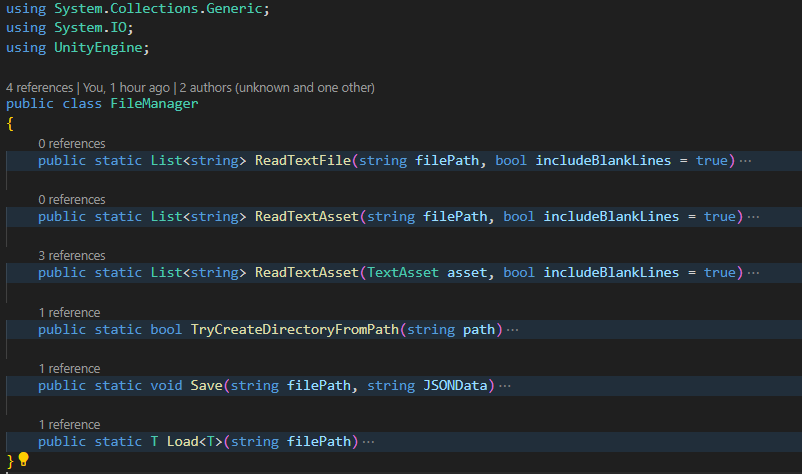 using System.Collections.Generic;
using System.IO;
using UnityEngine;
4 references | You, 1 hour ago | 2 authors (unknown and one other)
public class FileManager
{
0 references
public static List<string> ReadTextFile(string filePath, bool includeBlankLines = true)···
0 references
public static List<string> ReadTextAsset(string filePath, bool includeBlankLines = true)···
3 references
public static List<string> ReadTextAsset(TextAsset asset, bool includeBlankLines = true)···
1 reference
public static bool TryCreateDirectoryFromPath(string path)···
1 reference
public static void Save(string filePath, string JSONData)···
1 reference
public static T Load<T>(string filePath)···
}